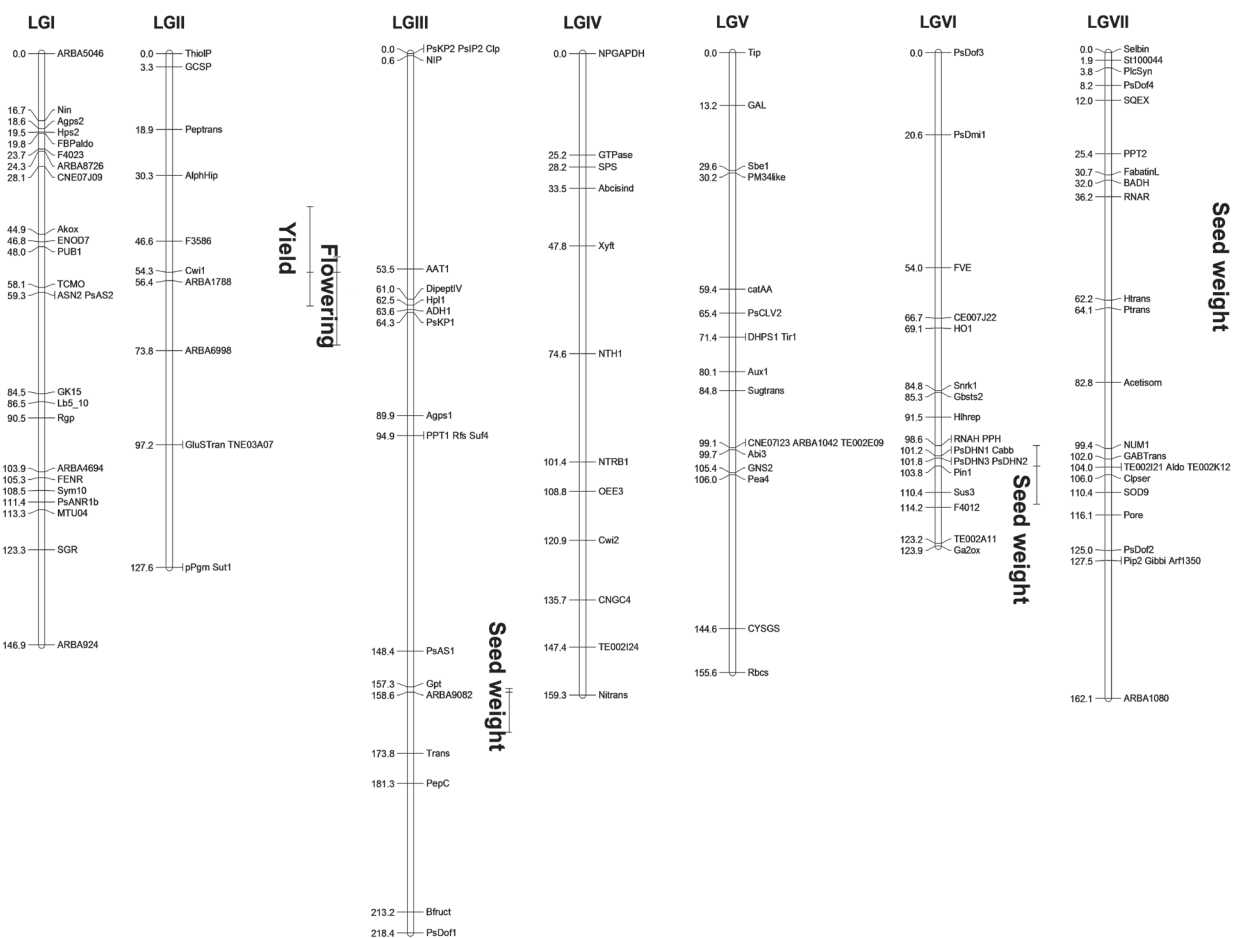 LGI
0.0 ARBA5046
16.7 Nin
18.6 Agps2
19.5 Hps2
19.8 FBPaldo
23.7 F4023
24.3 ARBA8726
28.1 CNE07J09
44.9 Akox
46.8 ENOD7
48.0 PUB1
58.1 TCMO
59.3 ASN2 PsAS2
84.5 GK15
86.5 Lb5_10
90.5 Rgp
103.9 ARBA4694
105.3 FENR
108.5 Sym10
111.4 PsANR1b
113.3 MTU04
123.3 SGR
146.9 ARBA924
LGII
0.0 ThiolP
3.3 GCSP
18.9 Peptrans
30.3 AlphHip
46.6 F3586
54.3 Cwi1
56.4 ARBA1788
73.8 ARBA6998
97.2 GluSTran TNE03A07
127.6 pPgm Sut1
LGIII
0.0 PsKP2 PsIP2 Clp
0.6 NIP
53.5 AAT1
61.0 DipeptIV
62.5 Hpl1
63.6 ADH1
64.3 PsKP1
89.9 Agps1
94.9 PPT1 Rfs Suf4
148.4 PsAS1
157.3 Gpt
158.6 ARBA9082
173.8 Trans
181.3 PepC
213.2 Bfruct
218.4 PsDof1
Yield
Flowering
Seed weight
LGIV
0.0 NPGAPDH
25.2 GTPase
28.2 SPS
33.5 Abcisind
47.8 Xyft
74.6 NTH1
101.4 NTRB1
108.8 OEE3
120.9 Cwi2
135.7 CNGC4
147.4 TE002I24
159.3 Nitrans
LGV
0.0 Tip
13.2 GAL
29.6 Sbe1
30.2 PM34like
59.4 catAA
65.4 PsCLV2
71.4 DHPS1 Tir1
80.1 Aux1
84.8 Sugtrans
99.1 CNE07I23 ARBA1042 TE002E09
99.7 Abi3
105.4 GNS2
106.0 Pea4
144.6 CYSGS
155.6 Rbcs
LGVI
0.0 PsDof3
20.6 PsDmi1
54.0 FVE
66.7 CE007J22
69.1 HO1
84.8 Snrk1
85.3 Gbsts2
91.5 Hlhrep
98.6 RNAH PPH
101.2 PsDHN1 Cabb
101.8 PsDHN3 PsDHN2
103.8 Pin1
110.4 Sus3
114.2 F4012
123.2 TE002A11
123.9 Ga2ox
Seed weight
LGVII
0.0 Selbin
1.9 St100044
3.8 PlcSyn
8.2 PsDof4
12.0 SQEX
25.4 PPT2
30.7 FabatinL
32.0 BADH
36.2 RNAR
62.2 Htrans
64.1 Ptrans
82.8 Acetisom
99.4 NUM1
102.0 GABTrans
104.0 TE002I21 Aldo TE002K12
106.0 Clpser
110.4 SOD9
116.1 Pore
125.0 PsDof2
127.5 Pip2 Gibbi Arf1350
162.1 ARBA1080
Seed weight